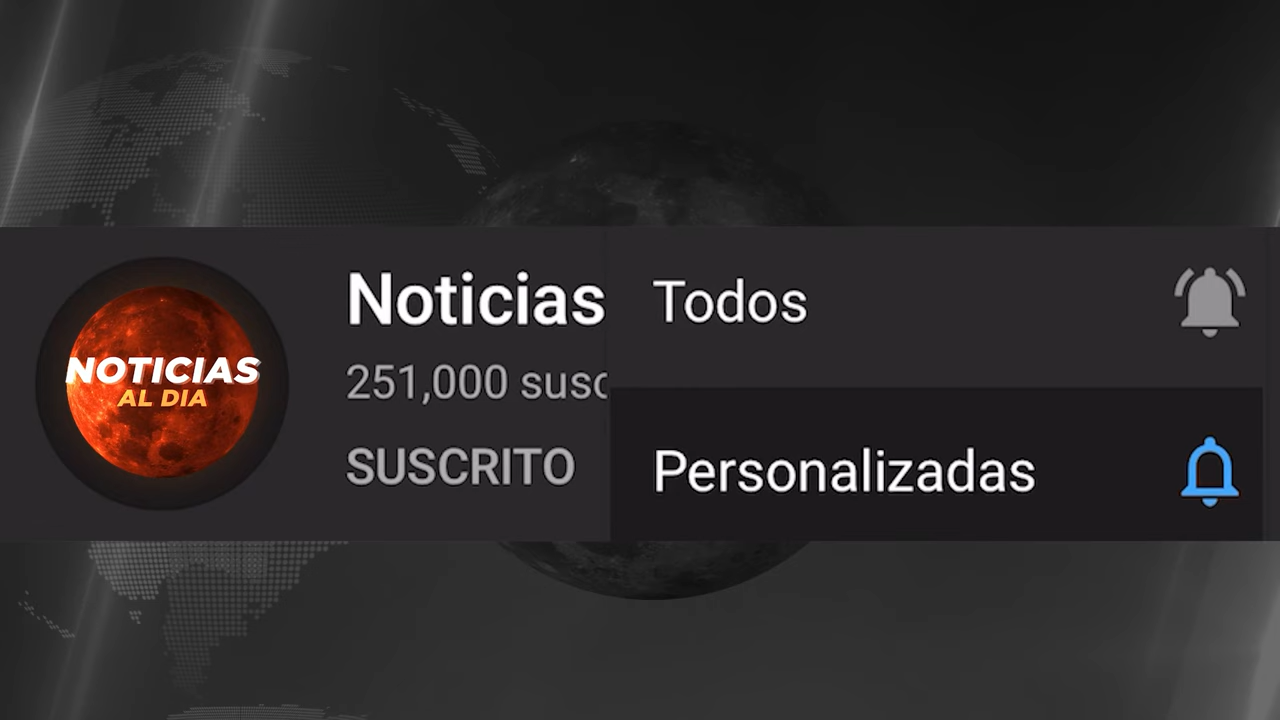 NOTICIAS
AL DIA
Noticias
251,000 susc
SUSCRITO
Todos
Personalizadas